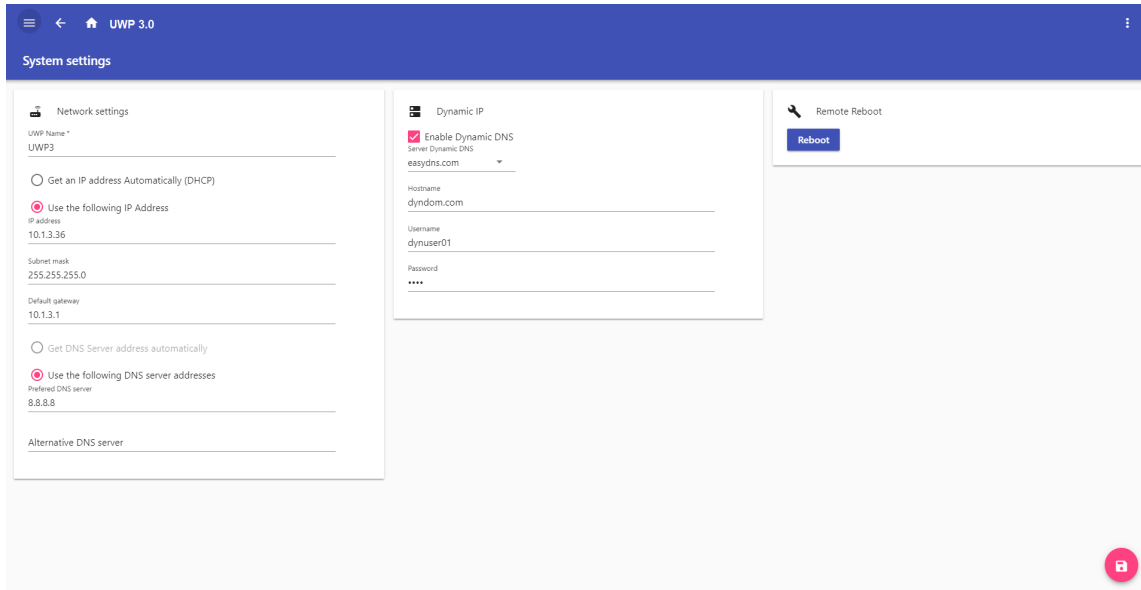 UWP 3.0
System settings
Network settings
UWP Name *
UWP3
Get an IP address Automatically (DHCP)
Use the following IP Address
IP address
10.1.3.36
Subnet mask
255.255.255.0
Default gateway
10.1.3.1
Get DNS Server address automatically
Use the following DNS server addresses
Prefered DNS server
8.8.8.8
Alternative DNS server
Dynamic IP
Enable Dynamic DNS
Server Dynamic DNS
easydns.com
Hostname
dyndom.com
Username
dynuser01
Password
••••
Remote Reboot
Reboot